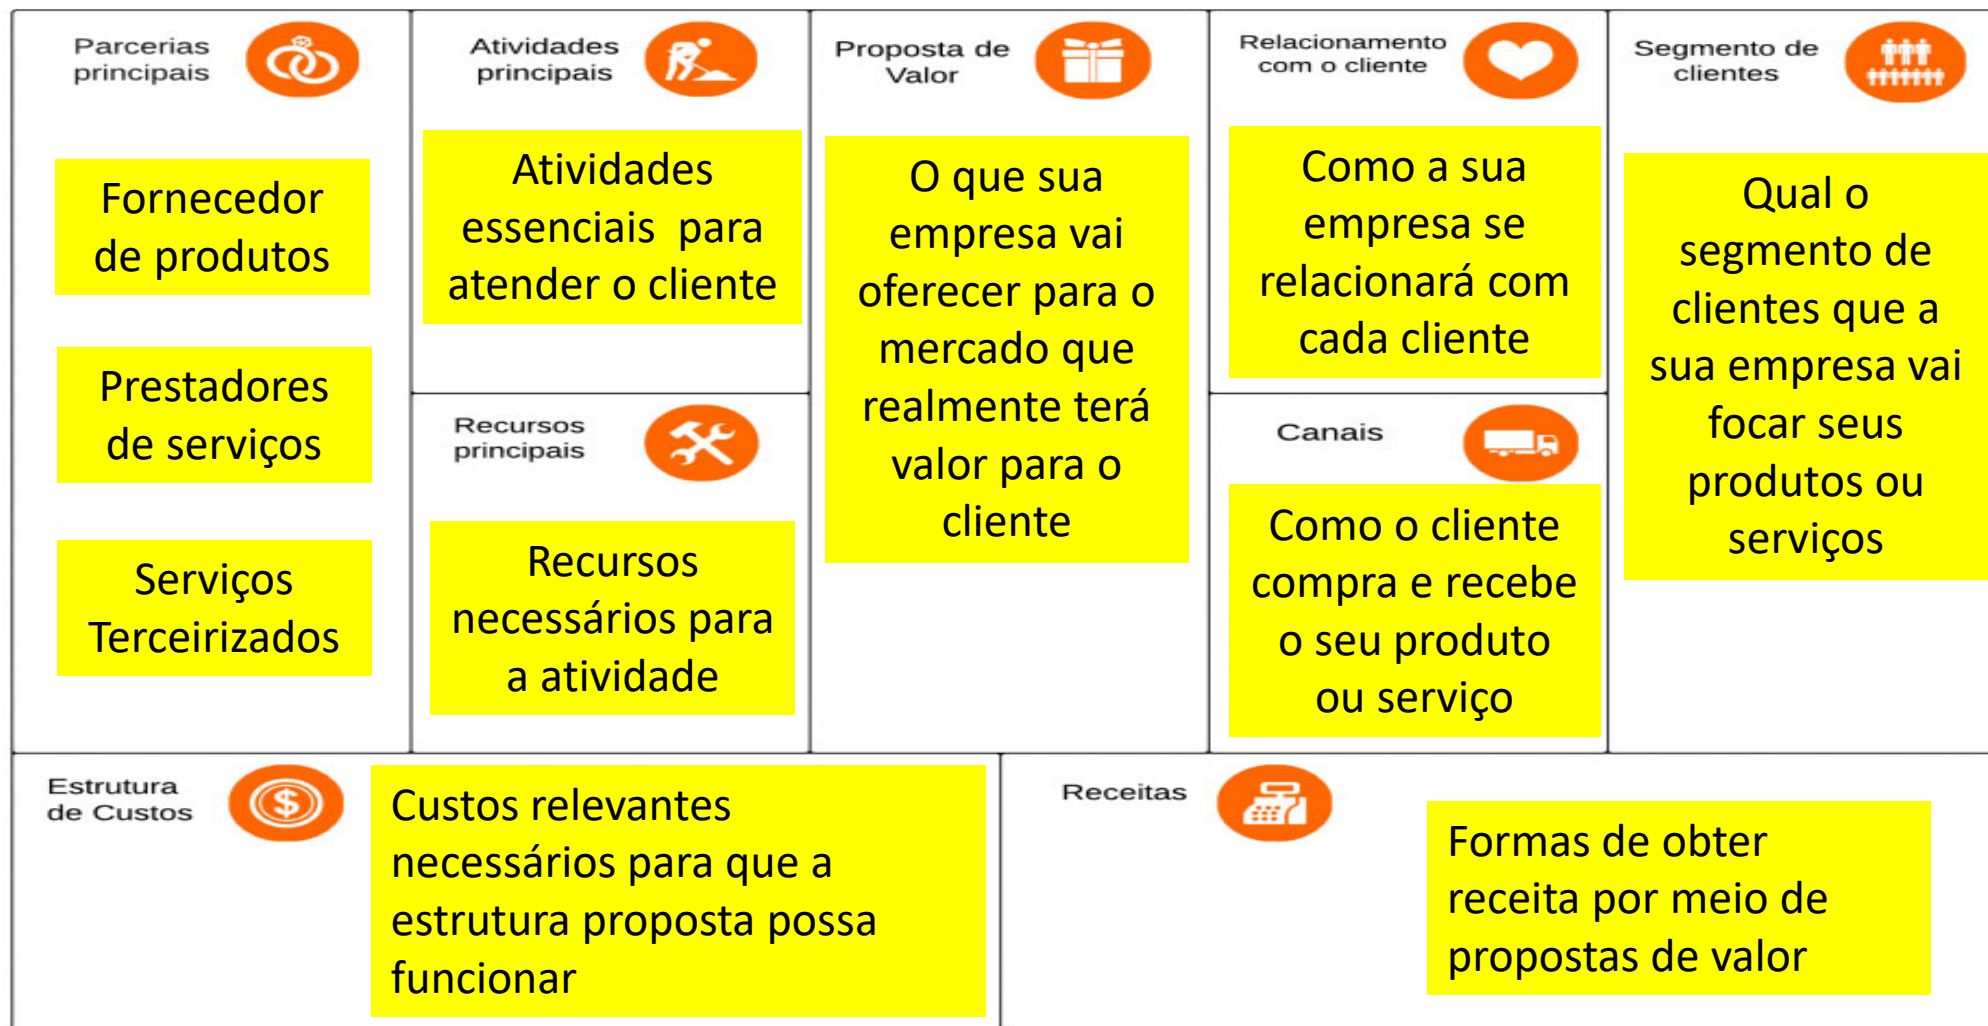 Parcerias
principais
Fornecedor
de produtos
Prestadores
de serviços
Serviços
Terceirizados
Atividades
principais
Atividades
essenciais para
atender o cliente
Recursos
principais
Recursos
necessários para
a atividade
Proposta de
Valor
O que sua
empresa vai
oferecer para o
mercado que
realmente terá
valor para o
cliente
Relacionamento
com o cliente
Como a sua
empresa se
relacionará com
cada cliente
Canais
Como o cliente
compra e recebe
o seu produto
ou serviço
Segmento de
clientes
Qual o
segmento de
clientes que a
sua empresa vai
focar seus
produtos ou
serviços
Estrutura
de Custos
$
Custos relevantes
necessários para que a
estrutura proposta possa
funcionar
Receitas
Formas de obter
receita por meio de
propostas de valor